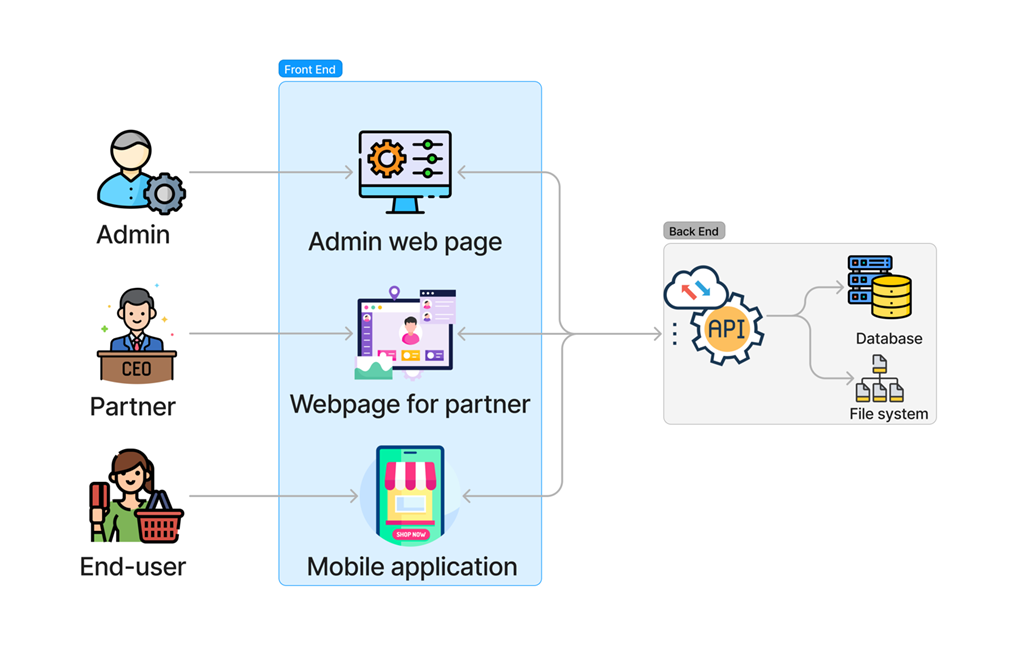 Front End
Admin
Admin web page
Back End
API
Database
CEO
Partner
Webpage for partner
File system
SHOP NOW
End-user
Mobile application